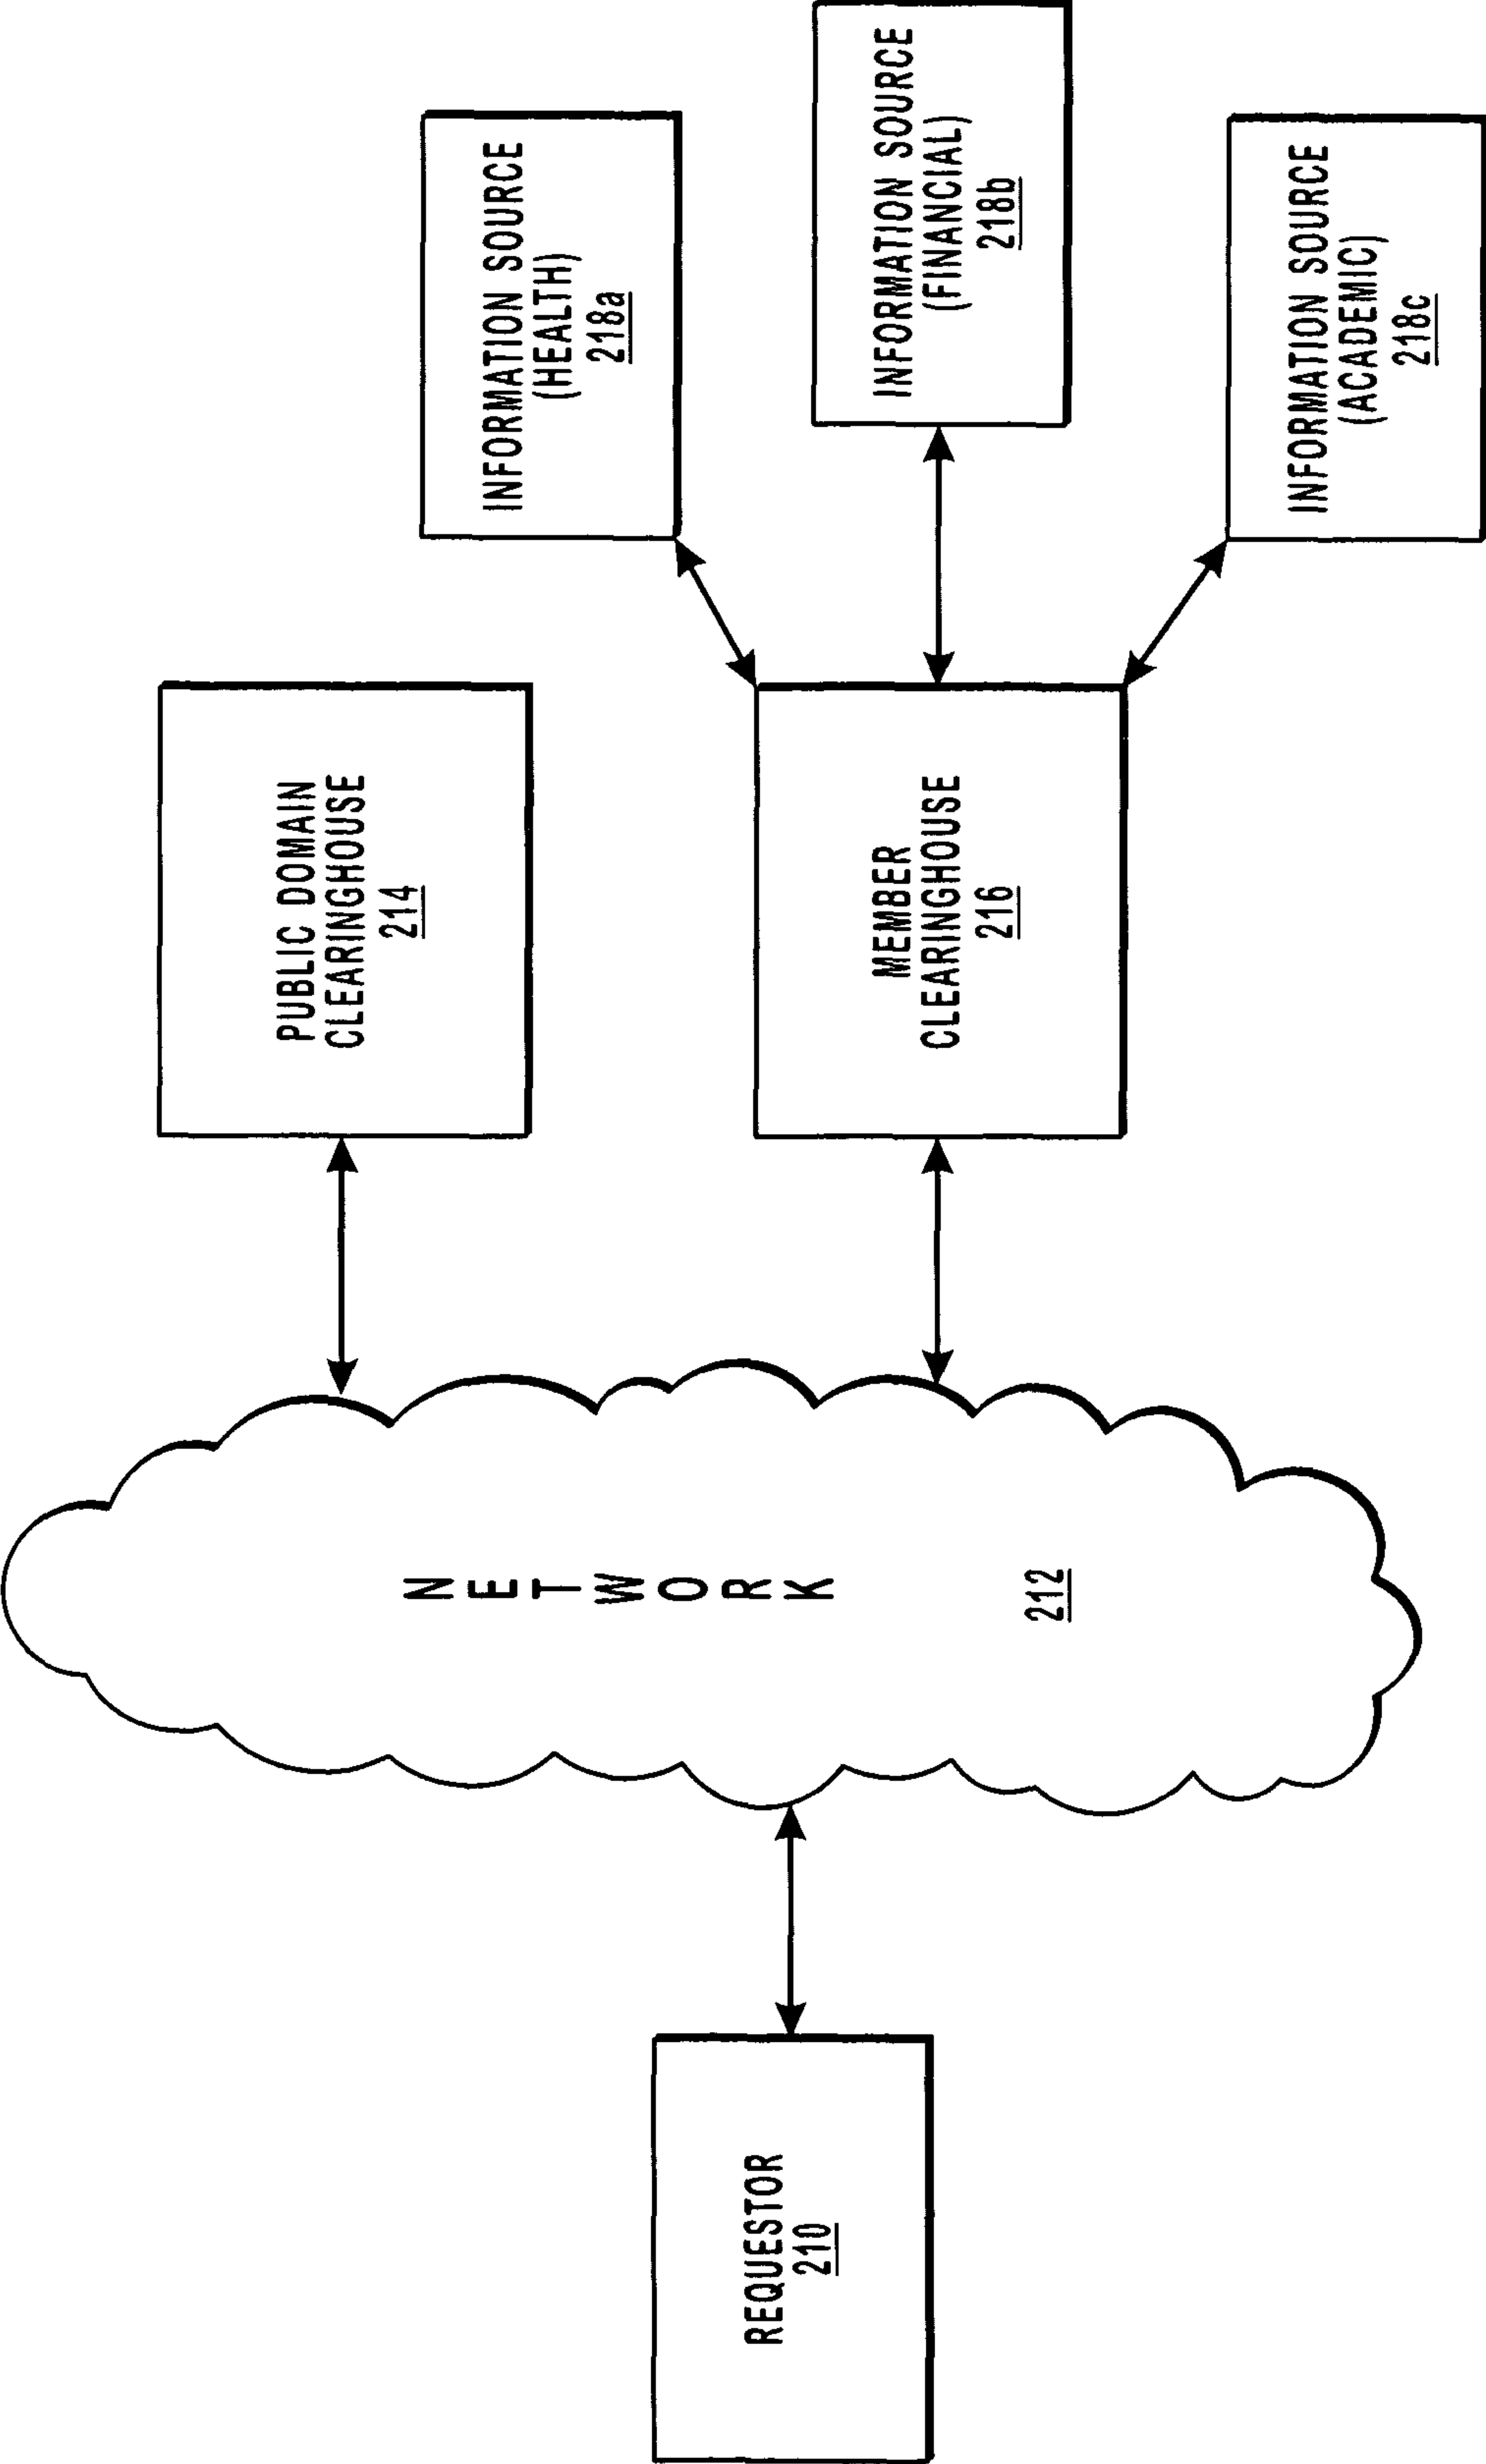 REQUESTOR
210
NETWORK
212
PUBLIC DOMAIN
CLEARINGHOUSE
214
MEMBER
CLEARINGHOUSE
216
INFORMATION SOURCE
(HEALTH)
218a
INFORMATION SOURCE
(FINANCIAL)
218b
INFORMATION SOURCE
(ACADEMIC)
218c